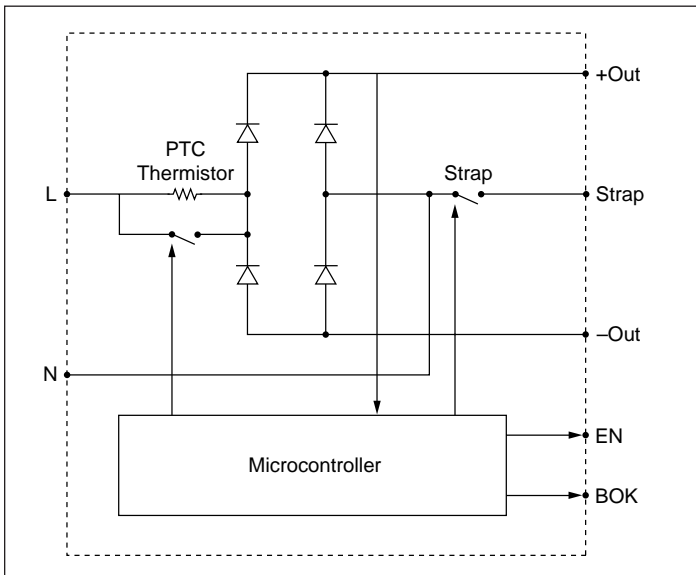 +Out
PTC
Thermistor
Strap
L
Strap
–Out
N
EN
Microcontroller
BOK